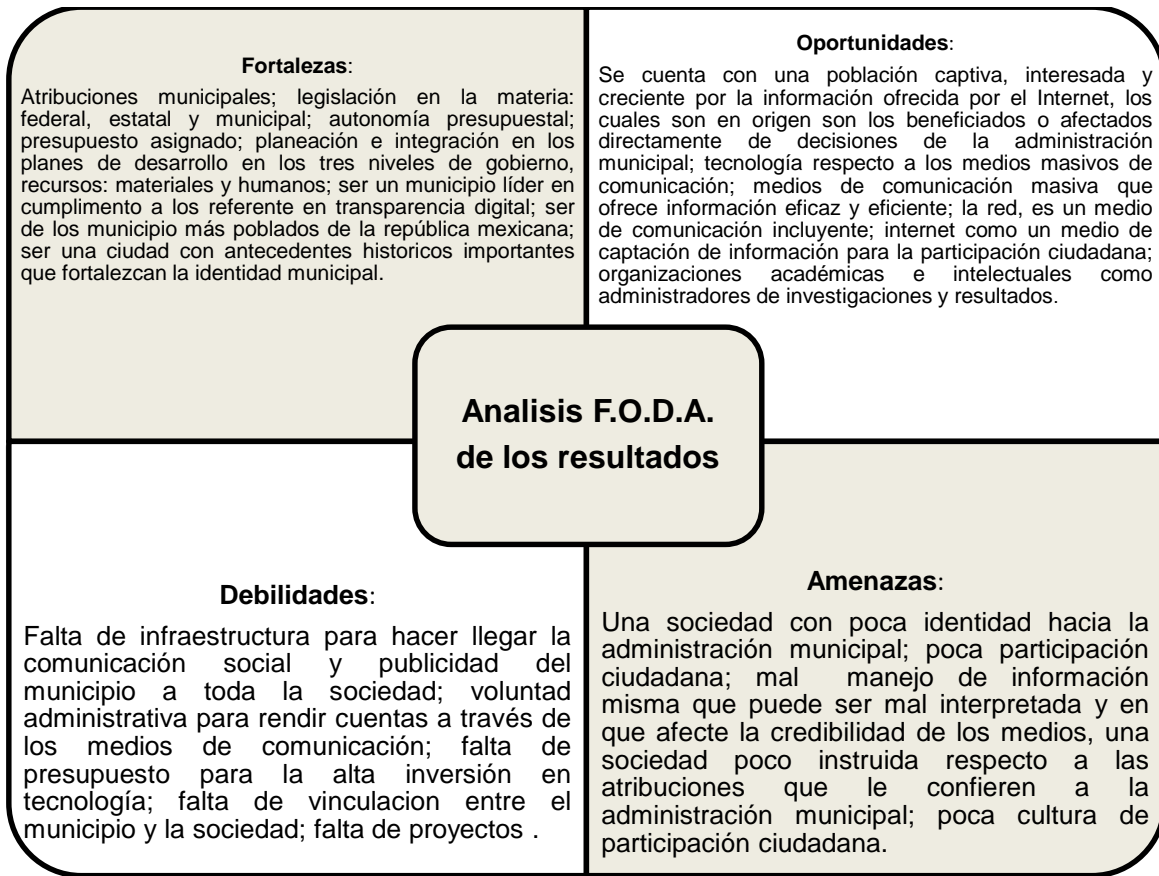 Fortalezas:
Atribuciones municipales; legislación en la materia:
federal, estatal y municipal; autonomía presupuestal;
presupuesto asignado; planeación e integración en los
planes de desarrollo en los tres niveles de gobierno,
recursos: materiales y humanos; ser un municipio líder en
cumplimento a los referente en transparencia digital; ser
de los municipio más poblados de la república mexicana;
ser una ciudad con antecedentes historicos importantes
que fortalezcan la identidad municipal.
Oportunidades:
Se cuenta con una población captiva, interesada y
creciente por la información ofrecida por el Internet, los
cuales son en origen son los beneficiados o afectados
directamente de decisiones de la administración
municipal; tecnología respecto a los medios masivos de
comunicación; medios de comunicación masiva que
ofrece información eficaz y eficiente; la red, es un medio
de comunicación incluyente; internet como un medio de
captación de información para la participación ciudadana;
organizaciones académicas e intelectuales como
administradores de investigaciones y resultados.
Analisis F.O.D.A.
de los resultados
Debilidades:
Falta de infraestructura para hacer llegar la
comunicación social y publicidad del
municipio a toda la sociedad; voluntad
administrativa para rendir cuentas a través de
los medios de comunicación; falta de
presupuesto para la alta inversión en
tecnología; falta de vinculacion entre el
municipio y la sociedad; falta de proyectos .
Amenazas:
Una sociedad con poca identidad hacia la
administración municipal; poca participación
ciudadana; mal manejo de información
misma que puede ser mal interpretada y en
que afecte la credibilidad de los medios, una
sociedad poco instruida respecto a las
atribuciones que le confieren a la
administración municipal; poca cultura de
participación ciudadana.